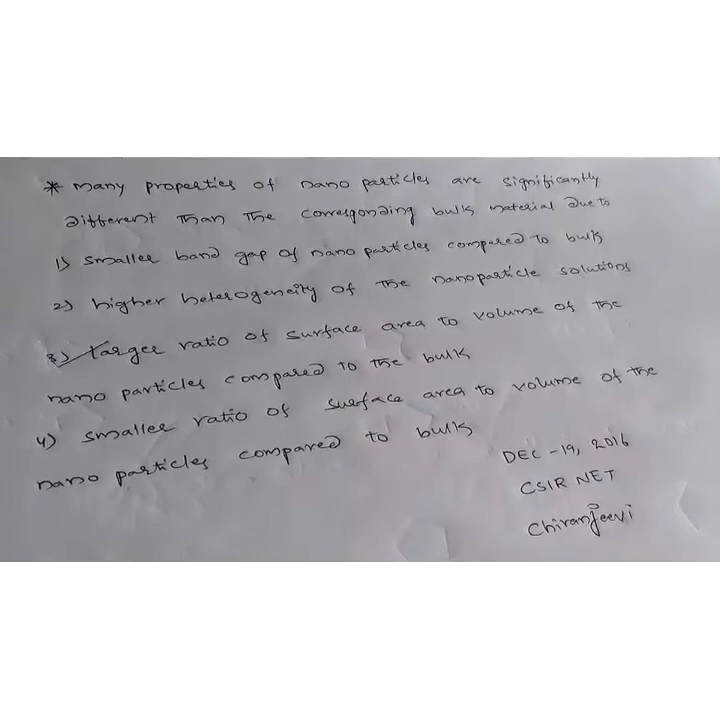 * many properties of nano particles are significantly
different than the corresponding bulk material due to
1) smaller band gap of nano particles compared to bulk
2) higher heterogeneity of the nanoparticle solutions
3) larger ratio of surface area to volume of the
nano particles compared to the bulk
4) smaller ratio of surface area to volume of the
nano particles compared to bulk
DEC-19, 2016
CSIR NET
Chiranjeevi